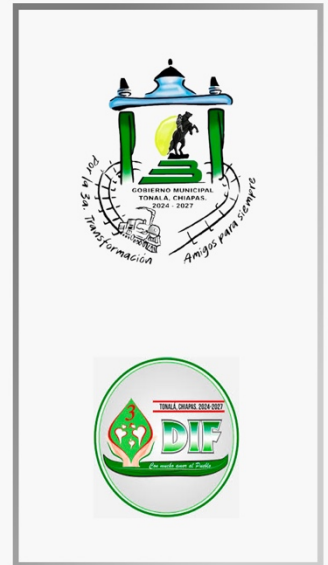 GOBIERNO MUNICIPAL
TONALÁ, CHIAPAS.
2024 - 2027
Por la 3a. Transformación
Amigos para siempre
TONALÁ, CHIAPAS. 2024-2027
3
DIF
Con mucho amor al Pueblo